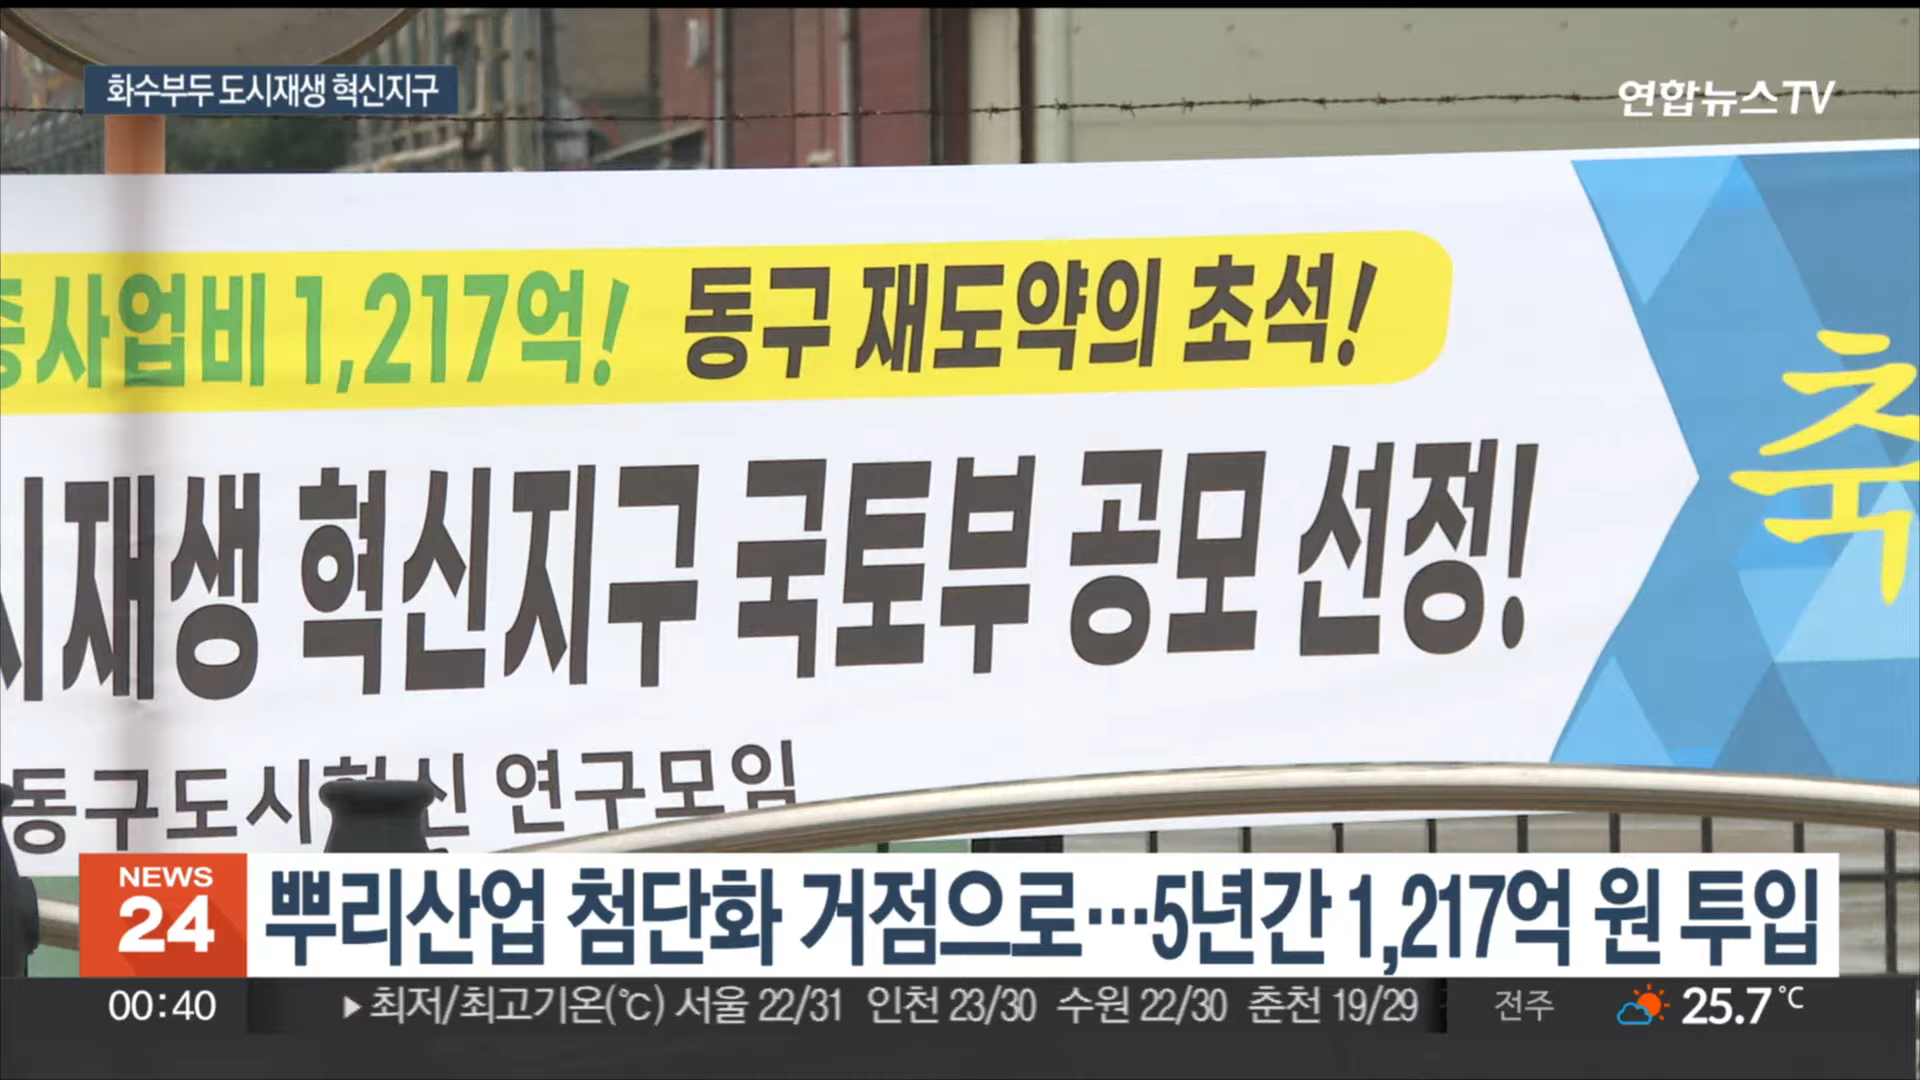 화수부두 도시재생 혁신지구
연합뉴스TV
사업비 1,217억! 동구 재도약의 초석!
시재생 혁신지구 국토부 공모 선정!
축
동구도시혁신 연구모임
NEWS
24
뿌리산업 첨단화 거점으로…5년간 1,217억 원 투입
00:40
▶최저/최고기온(℃) 서울 22/31 인천 23/30 수원 22/30 춘천 19/29
전주
25.7℃